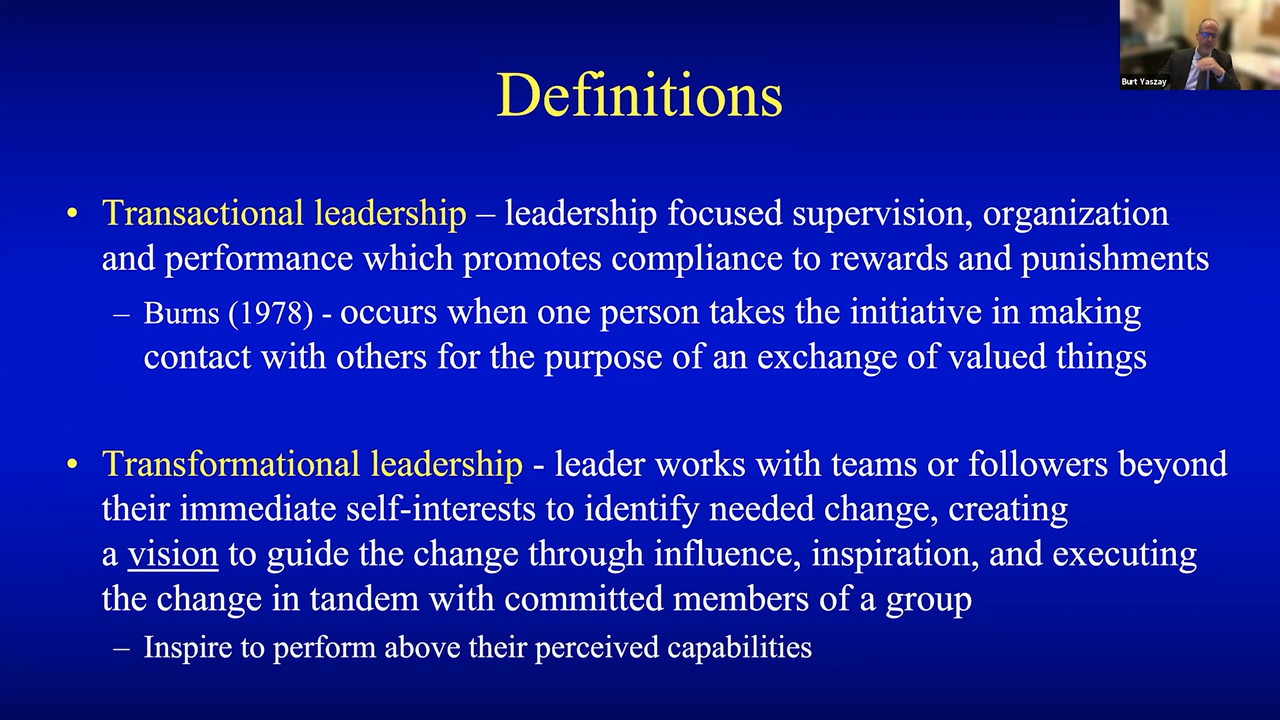 Burt Yaszay
Definitions
• Transactional leadership – leadership focused supervision, organization
and performance which promotes compliance to rewards and punishments
– Burns (1978) - occurs when one person takes the initiative in making
contact with others for the purpose of an exchange of valued things
• Transformational leadership - leader works with teams or followers beyond
their immediate self-interests to identify needed change, creating
a vision to guide the change through influence, inspiration, and executing
the change in tandem with committed members of a group
– Inspire to perform above their perceived capabilities